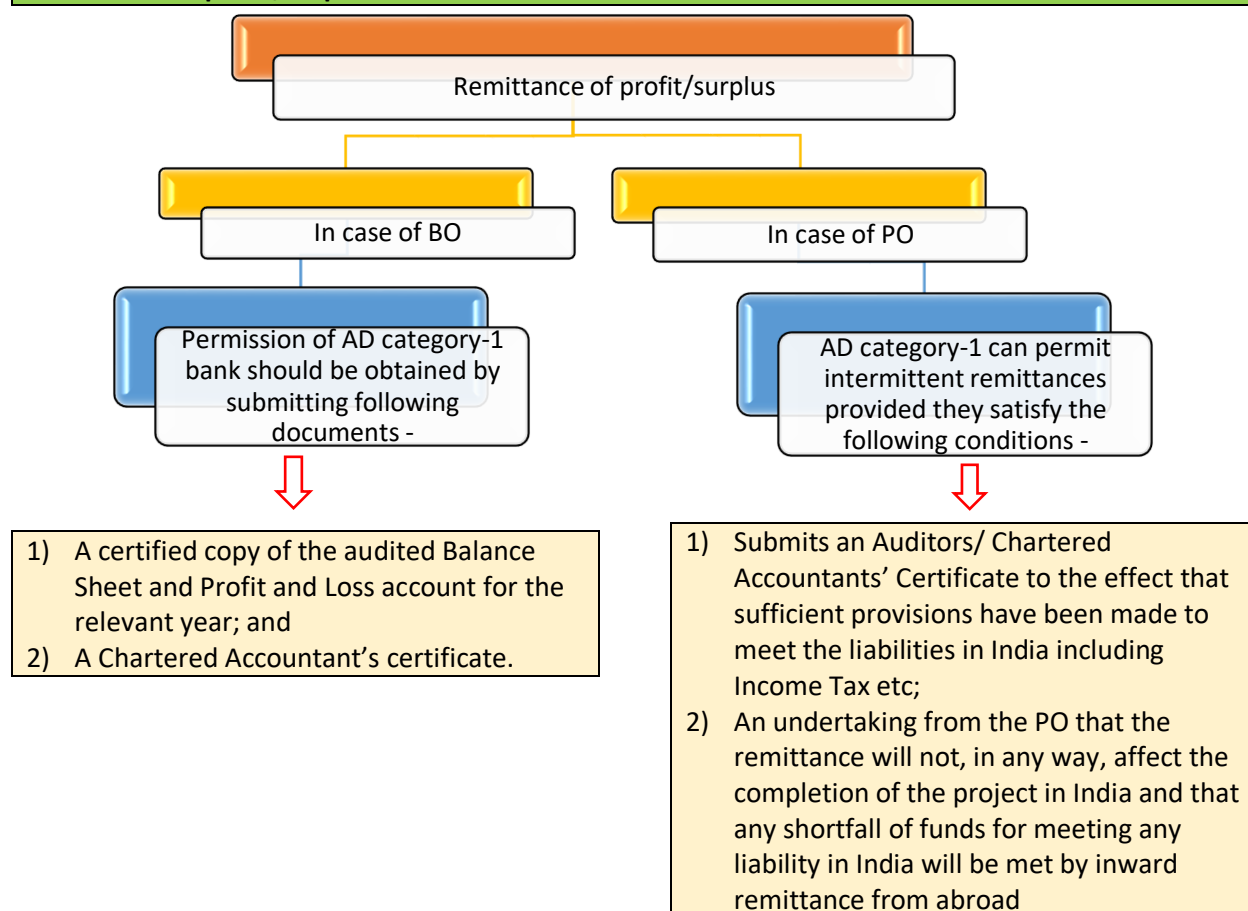 Remittance of profit/surplus
In case of BO
In case of PO
Permission of AD category-1
bank should be obtained by
submitting following
documents -
AD category-1 can permit
intermittent remittances
provided they satisfy the
following conditions -
1) A certified copy of the audited Balance
Sheet and Profit and Loss account for the
relevant year; and
2) A Chartered Accountant’s certificate.
1) Submits an Auditors/ Chartered
Accountants’ Certificate to the effect that
sufficient provisions have been made to
meet the liabilities in India including
Income Tax etc;
2) An undertaking from the PO that the
remittance will not, in any way, affect the
completion of the project in India and that
any shortfall of funds for meeting any
liability in India will be met by inward
remittance from abroad